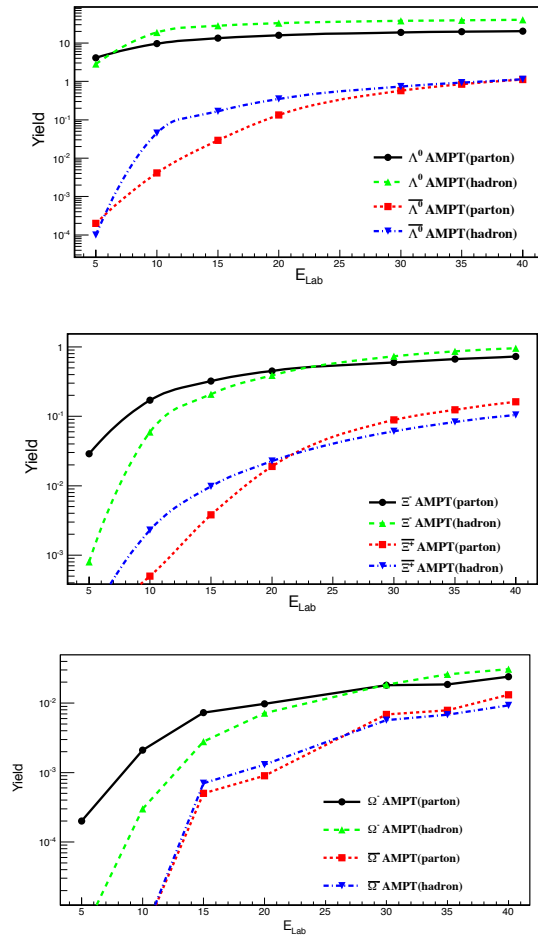 Yield
10
1
10⁻¹
10⁻²
10⁻³
10⁻⁴
Λ⁰ AMPT(parton)
Λ⁰ AMPT(hadron)
Λ̅⁰ AMPT(parton)
Λ̅⁰ AMPT(hadron)
5 10 15 20 25 30 35 40
E_Lab
Yield
1
10⁻¹
10⁻²
10⁻³
Ξ⁻ AMPT(parton)
Ξ⁻ AMPT(hadron)
Ξ̅⁺ AMPT(parton)
Ξ̅⁺ AMPT(hadron)
5 10 15 20 25 30 35 40
E_Lab
Yield
10⁻²
10⁻³
10⁻⁴
Ω⁻ AMPT(parton)
Ω⁻ AMPT(hadron)
Ω̅ AMPT(parton)
Ω̅ AMPT(hadron)
5 10 15 20 25 30 35 40
E_Lab